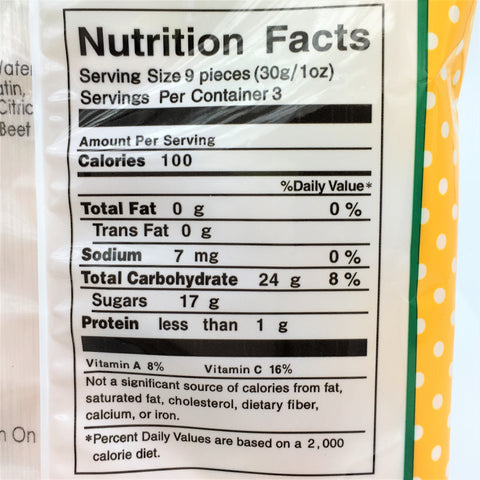 Nutrition Facts
Serving Size 9 pieces (30g/1oz)
Servings Per Container 3
Amount Per Serving
Calories 100
%Daily Value*
Total Fat 0 g 0 %
Trans Fat 0 g
Sodium 7 mg 0 %
Total Carbohydrate 24 g 8 %
Sugars 17 g
Protein less than 1 g
Vitamin A 8% Vitamin C 16%
Not a significant source of calories from fat,
saturated fat, cholesterol, dietary fiber,
calcium, or iron.
*Percent Daily Values are based on a 2,000
calorie diet.
Citric
Beet
On